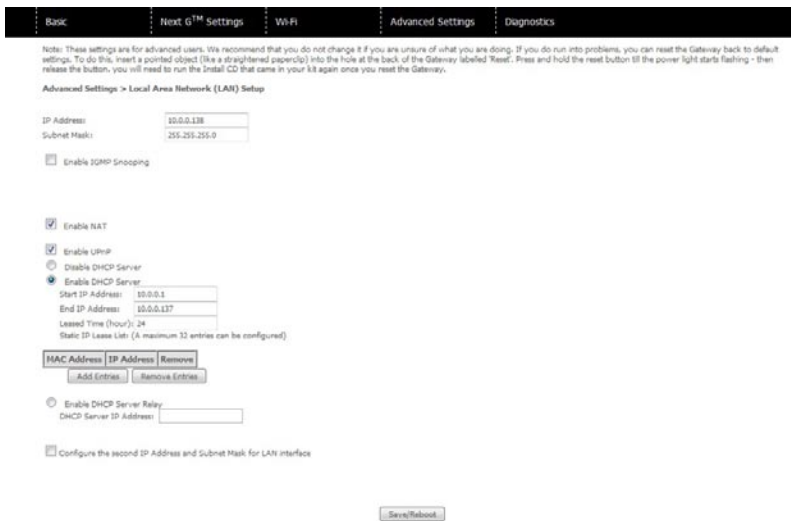 Basic Next G™ Settings Wi-Fi Advanced Settings Diagnostics
Note: These settings are for advanced users. We recommend that you do not change it if you are unsure of what you are doing. If you do run into problems, you can reset the Gateway back to default
settings. To do this, insert a pointed object (like a straightened paperclip) into the hole at the back of the Gateway labelled 'Reset'. Press and hold the reset button till the power light starts flashing - then
release the button. you will need to run the Install CD that came in your kit again once you reset the Gateway.
Advanced Settings > Local Area Network (LAN) Setup
IP Address: 10.0.0.138
Subnet Mask: 255.255.255.0
Enable IGMP Snooping
Enable NAT
Enable UPnP
Disable DHCP Server
Enable DHCP Server
Start IP Address: 10.0.0.1
End IP Address: 10.0.0.137
Leased Time (hour): 24
Static IP Lease List: (A maximum 32 entries can be configured)
MAC Address IP Address Remove
Add Entries Remove Entries
Enable DHCP Server Relay
DHCP Server IP Address:
Configure the second IP Address and Subnet Mask for LAN interface
Save/Reboot